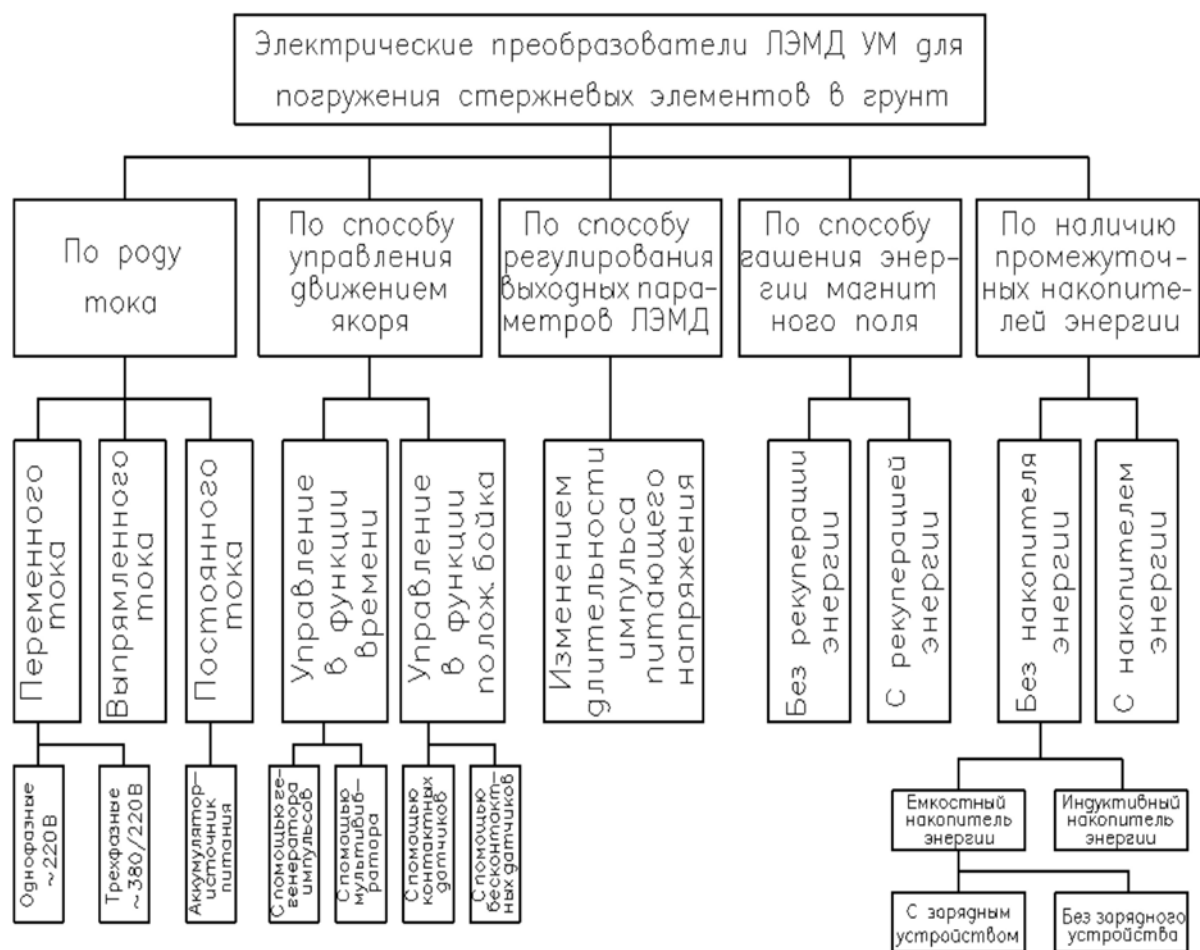 Электрические преобразователи ЛЭМД УМ для
погружения стержневых элементов в грунт
По роду
тока
По способу
управления
движением
якоря
По способу
регулирования
выходных пара-
метров ЛЭМД
По способу
гашения энер-
гии магнит
ного поля
По наличию
промежуточ-
ных накопите-
лей энергии
Переменного
тока
Выпрямленного
тока
Постоянного
тока
Управление
в функции
времени
Управление
в функции
полож. бойка
Изменением
длительности
импульса
питающего
напряжения
Без рекуперации
энергии
С рекуперацией
энергии
Без накопителя
энергии
С накопителем
энергии
Однофазные
~220В
Трехфазные
~380/220В
Аккумулятор-
источник
питания
С помощью ге-
генератора
импульсов
С помощью
мультивиб-
ратора
С помощью
контактных
датчиков
С помощью
бесконтакт-
ных датчиков
Емкостный
накопитель
энергии
Индуктивный
накопитель
энергии
С зарядным
устройством
Без зарядного
устройства